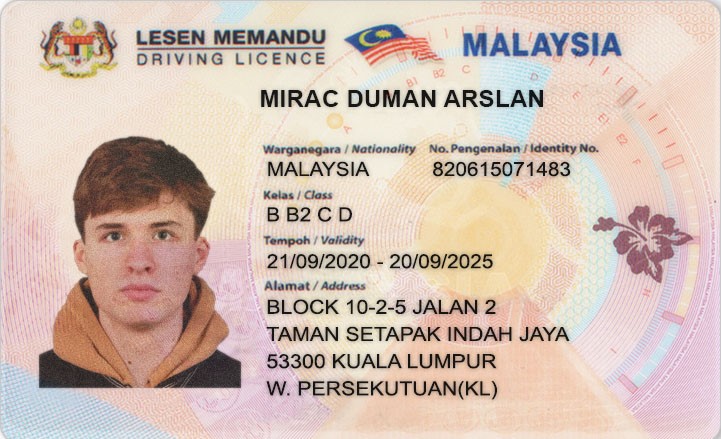 LESEN MEMANDU
DRIVING LICENCE
MALAYSIA
MIRAC DUMAN ARSLAN
Warganegara / Nationality No. Pengenalan / Identity No.
MALAYSIA 820615071483
Kelas / Class
B B2 C D
Tempoh / Validity
21/09/2020 - 20/09/2025
Alamat / Address
BLOCK 10-2-5 JALAN 2
TAMAN SETAPAK INDAH JAYA
53300 KUALA LUMPUR
W. PERSEKUTUAN(KL)